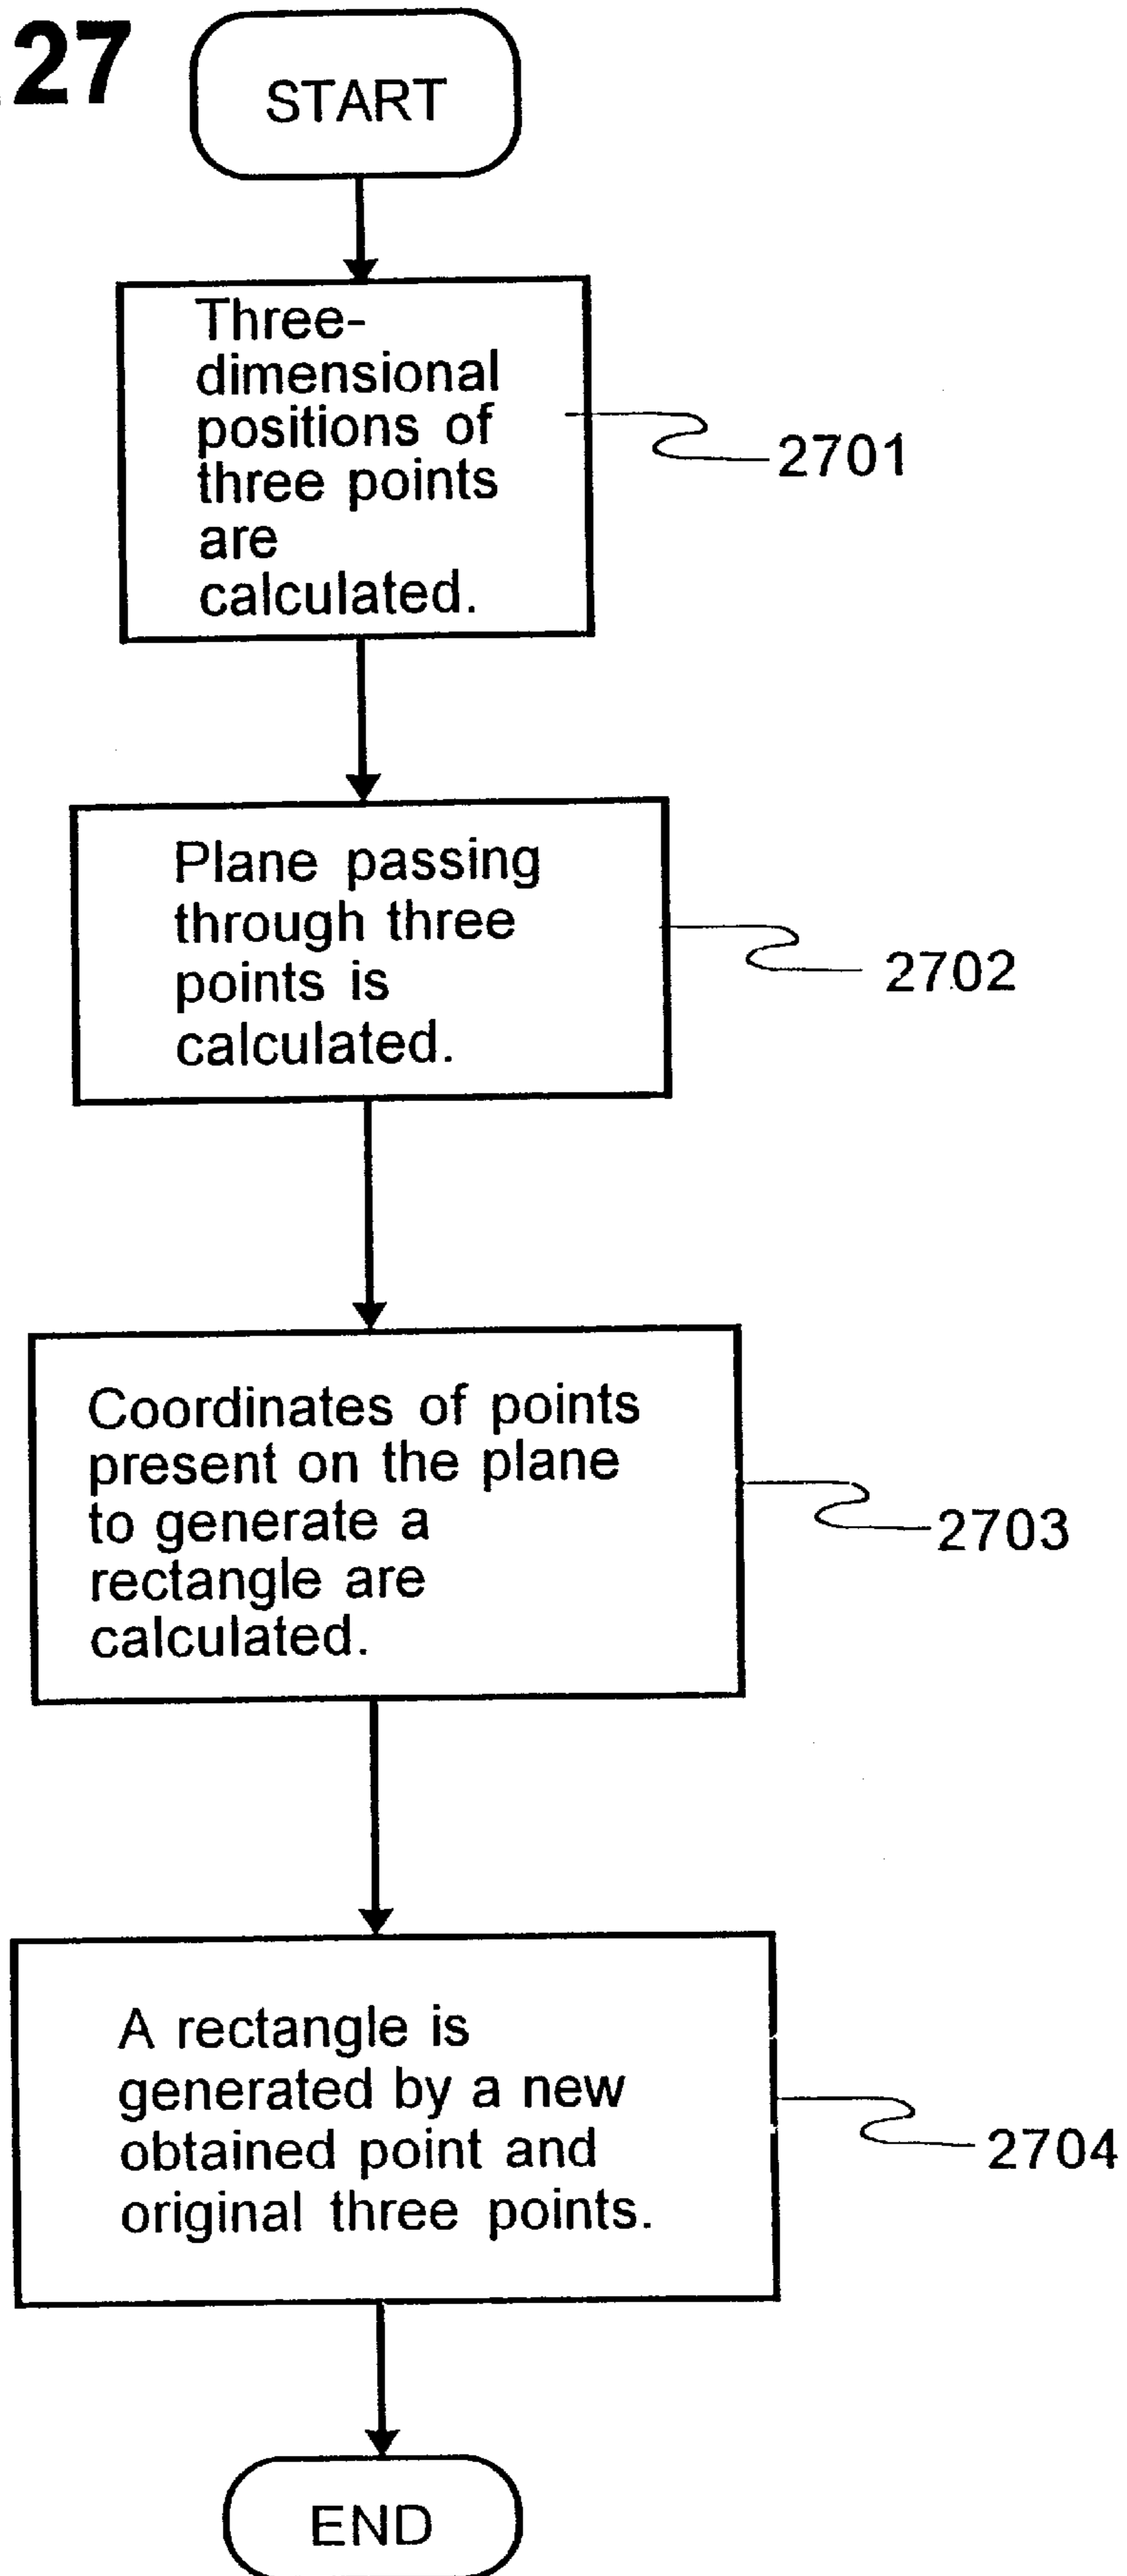 27
START
Three-
dimensional
positions of
three points
are
calculated.
2701
Plane passing
through three
points is
calculated.
2702
Coordinates of points
present on the plane
to generate a
rectangle are
calculated.
2703
A rectangle is
generated by a new
obtained point and
original three points.
2704
END